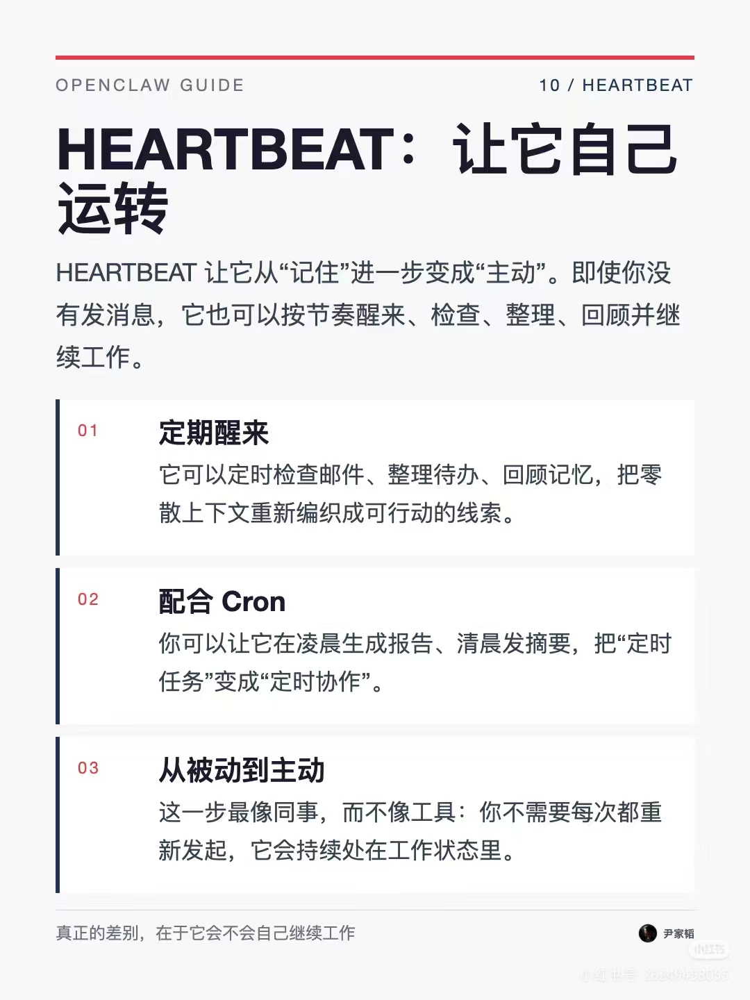 OPENCLAW GUIDE
10 / HEARTBEAT
HEARTBEAT：让它自己
运转
HEARTBEAT 让它从“记住”进一步变成“主动”。即使你没
有发消息，它也可以按节奏醒来、检查、整理、回顾并继
续工作。
01
定期醒来
它可以定时检查邮件、整理待办、回顾记忆，把零
散上下文重新编织成可行动的线索。
02
配合 Cron
你可以让它在凌晨生成报告、清晨发摘要，把“定时
任务”变成“定时协作”。
03
从被动到主动
这一步最像同事，而不像工具：你不需要每次都重
新发起，它会持续处在工作状态里。
真正的差别，在于它会不会自己继续工作
尹家韬
小红书
小红书号